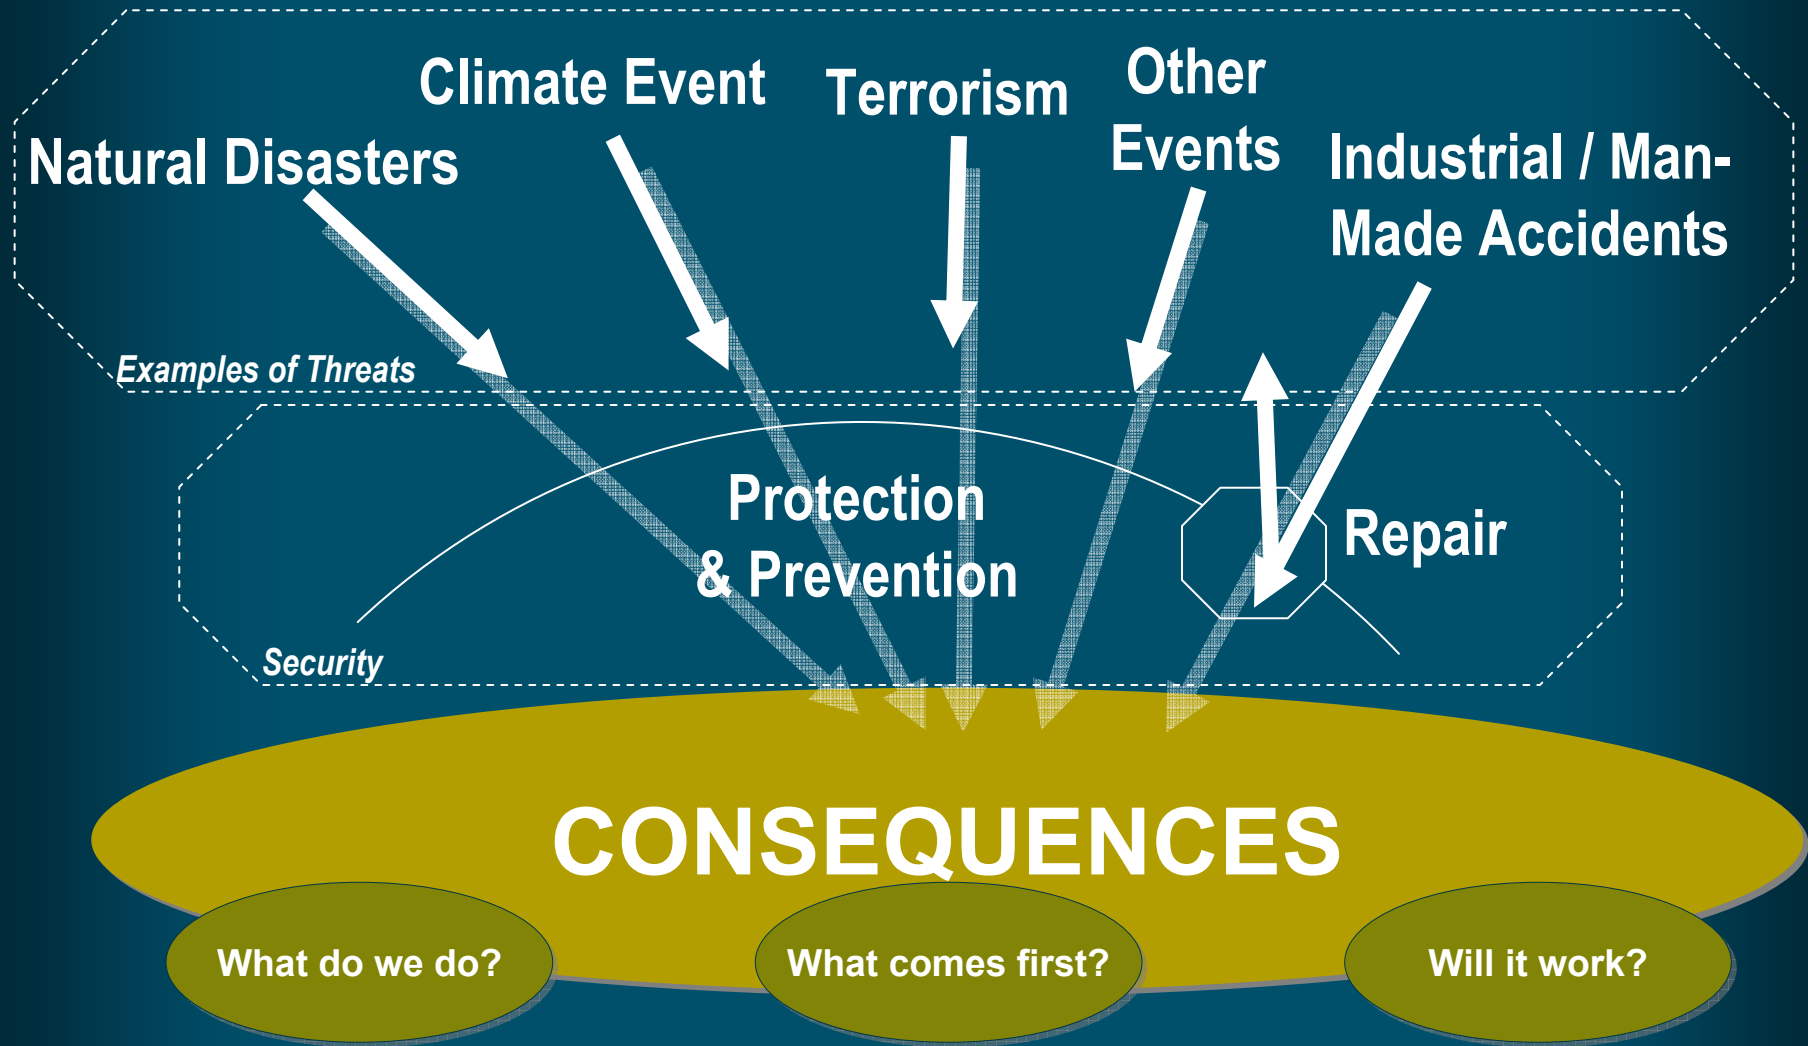 Climate Event
Terrorism
Other
Events
Natural Disasters
Industrial / Man-
Made Accidents
Examples of Threats
Protection
& Prevention
Repair
Security
CONSEQUENCES
What do we do?
What comes first?
Will it work?